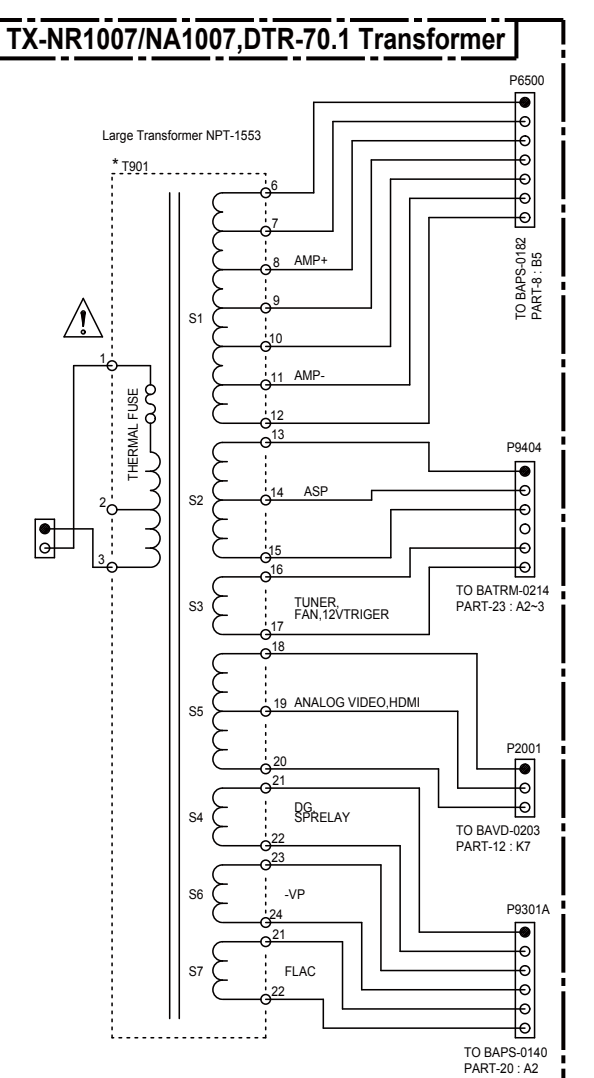 TX-NR1007/NA1007,DTR-70.1 Transformer
P6500
Large Transformer NPT-1553
* T901
6
7
8 AMP+
9
S1
10
11 AMP-
12
TO BAPS-0182
PART-8 : B5
!
1
THERMAL FUSE
2
3
13
P9404
S2
14 ASP
15
16
S3
TUNER,
FAN,12VTRIGER
17
TO BATRM-0214
PART-23 : A2~3
18
S5
19 ANALOG VIDEO,HDMI
20
P2001
21
S4
DG,
SPRELAY
22
TO BAVD-0203
PART-12 : K7
23
S6
-VP
24
P9301A
21
S7
FLAC
22
TO BAPS-0140
PART-20 : A2